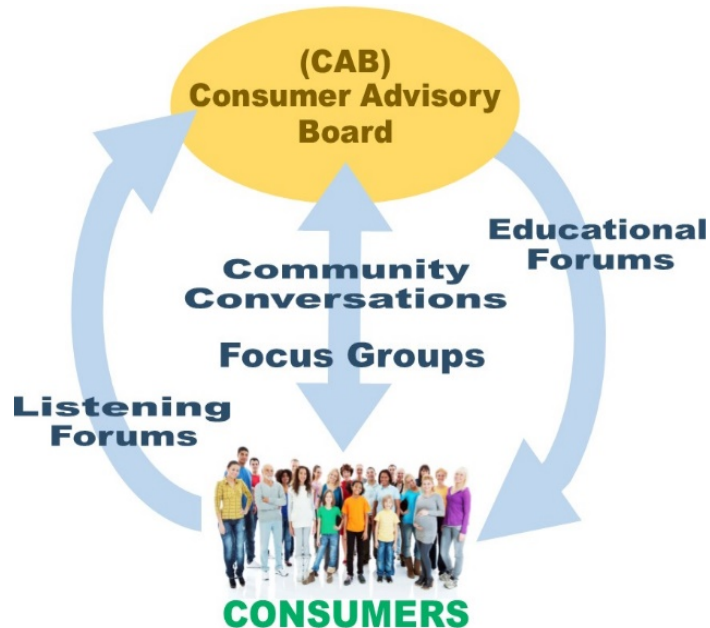 (CAB)
Consumer Advisory
Board
Educational
Forums
Community
Conversations
Focus Groups
Listening
Forums
CONSUMERS